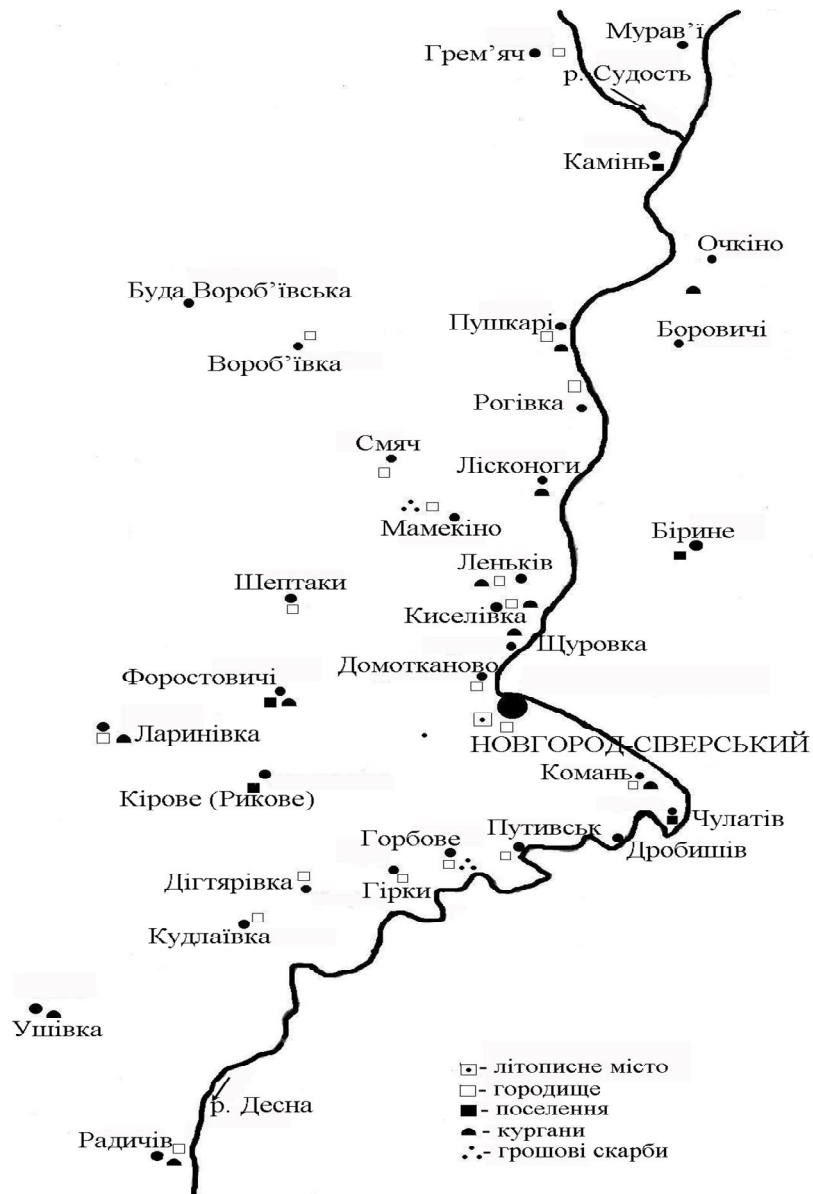 Мурав’ї
Грем’яч
р. Судость
Камінь
Очкіно
Буда Вороб’ївська
Пушкарі
Боровичі
Вороб’ївка
Рогівка
Смяч
Лісконоги
Мамекіно
Бірине
Леньків
Шептаки
Киселівка
Щуровка
Домотканово
Форостовичі
Ларинівка
НОВГОРОД-СІВЕРСЬКИЙ
Комань
Кірове (Рикове)
Чулатів
Путивськ
Горбове
Дробишів
Дігтярівка
Гірки
Кудлаївка
Ушівка
р. Десна
Радичів
- літописне місто
- городище
- поселення
- кургани
- грошові скарби